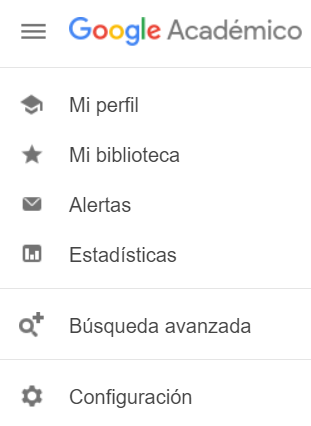 Google Académico
Mi perfil
Mi biblioteca
Alertas
Estadísticas
Búsqueda avanzada
Configuración